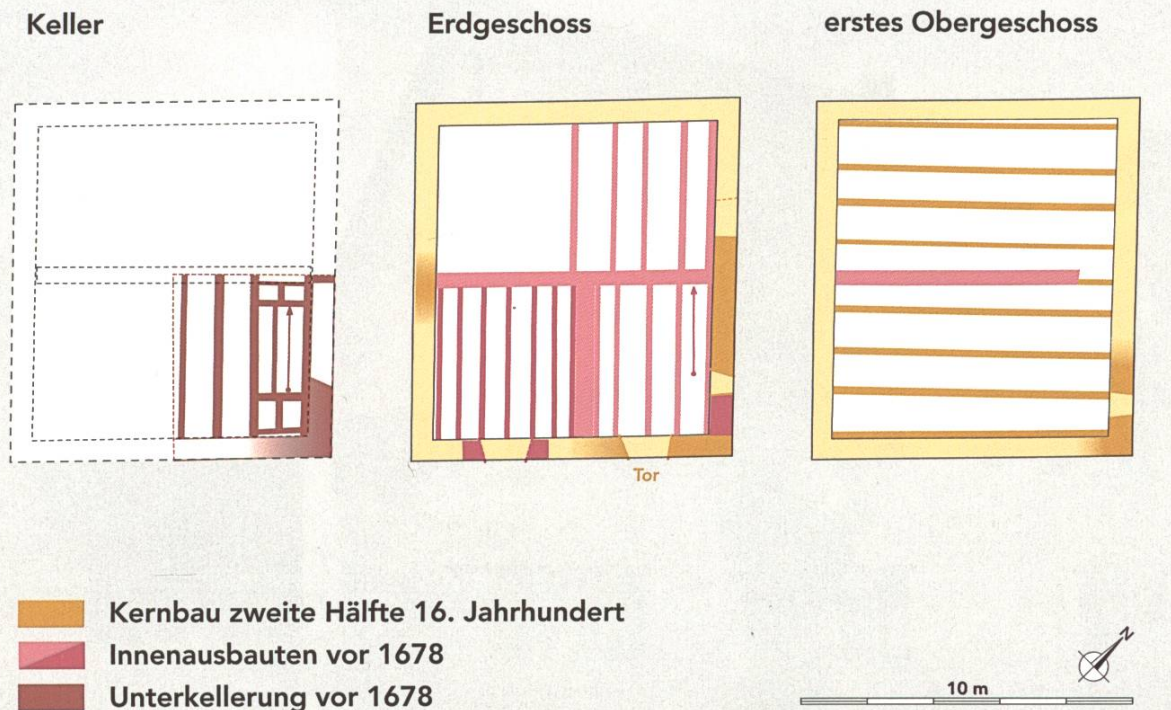 Keller
Erdgeschoss
erstes Obergeschoss
Tor
Kernbau zweite Hälfte 16. Jahrhundert
Innenausbauten vor 1678
Unterkellerung vor 1678
N
10 m